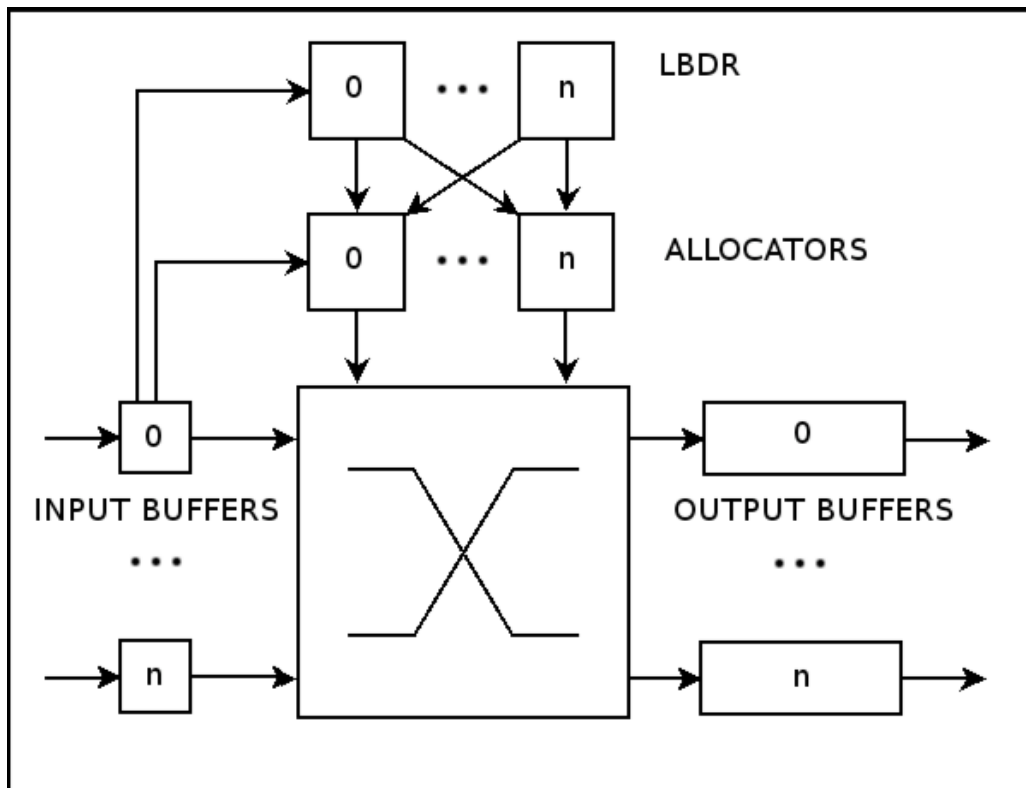 0 ... n LBDR
0 ... n ALLOCATORS
0 0
INPUT BUFFERS OUTPUT BUFFERS
... ...
n n